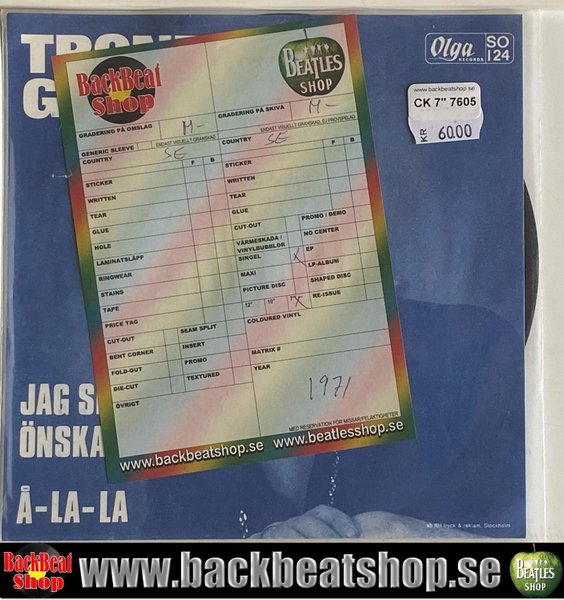 Olga
RECORDS
SO
124
www.backbeatshop.se
CK 7" 7605
KR 60.00
BackBeat
Shop
BEATLES
SHOP
GRADERING PÅ OMSLAG
M-
GRADERING PÅ SKIVA
M-
GENERIC SLEEVE
ENDAST VISUELLT GRANSKAD
ENDAST VISUELLT GRANSKAD, EJ PROVSPELAD
COUNTRY
SE
F
B
COUNTRY
SE
F
B
STICKER
WRITTEN
TEAR
GLUE
HOLE
LAMINATSLÄPP
RINGWEAR
STAINS
TAPE
PRICE TAG
CUT-OUT
SEAM SPLIT
BENT CORNER
INSERT
FOLD-OUT
PROMO
DIE-CUT
TEXTURED
ÖVRIGT
STICKER
WRITTEN
TEAR
GLUE
CUT-OUT
PROMO / DEMO
VÄRMESKADA /
VINYLBUBBLOR
NO CENTER
SINGEL
X
EP
MAXI
LP-ALBUM
PICTURE DISC
SHAPED DISC
12"
10"
X
RE-ISSUE
COLOURED VINYL
MATRIX #
YEAR
1971
MED RESERVATION FÖR MISSAR/FELAKTIGHETER
www.backbeatshop.se www.beatlesshop.se
JAG
ÖNSKA
Å-LA-LA
tryck & reklam, Stockholm
BackBeat
Shop
www.backbeatshop.se
BEATLES
SHOP